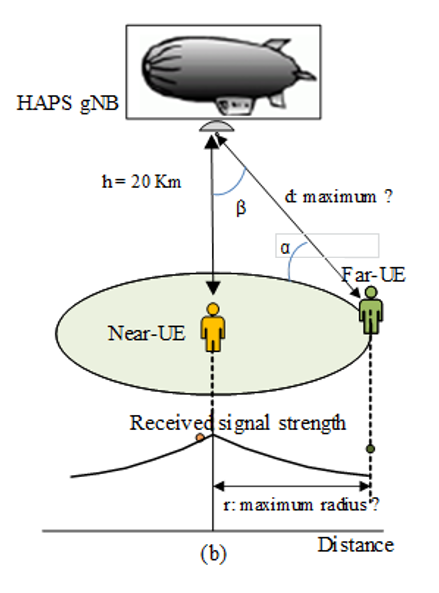 HAPS gNB
h = 20 Km
d: maximum ?
β
α
Far-UE
Near-UE
Received signal strength
r: maximum radius ?
Distance
(b)